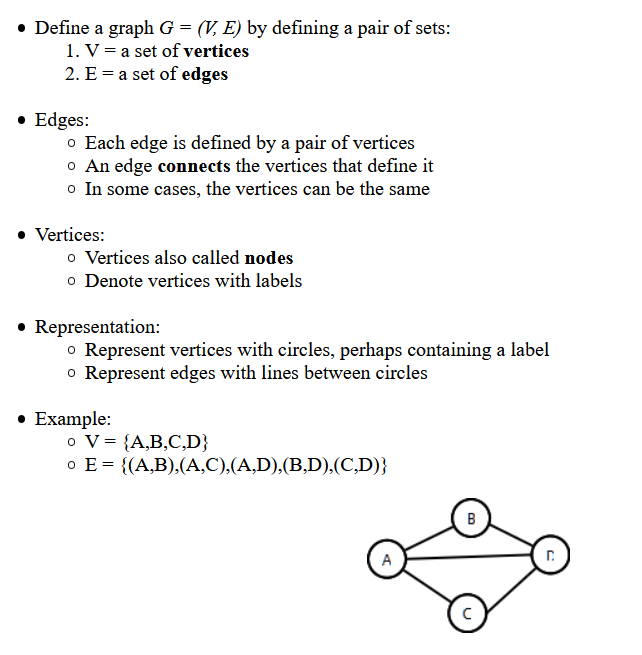 • Define a graph G = (V, E) by defining a pair of sets:
1. V = a set of vertices
2. E = a set of edges
• Edges:
○ Each edge is defined by a pair of vertices
○ An edge connects the vertices that define it
○ In some cases, the vertices can be the same
• Vertices:
○ Vertices also called nodes
○ Denote vertices with labels
• Representation:
○ Represent vertices with circles, perhaps containing a label
○ Represent edges with lines between circles
• Example:
○ V = {A,B,C,D}
○ E = {(A,B),(A,C),(A,D),(B,D),(C,D)}
B
A
C